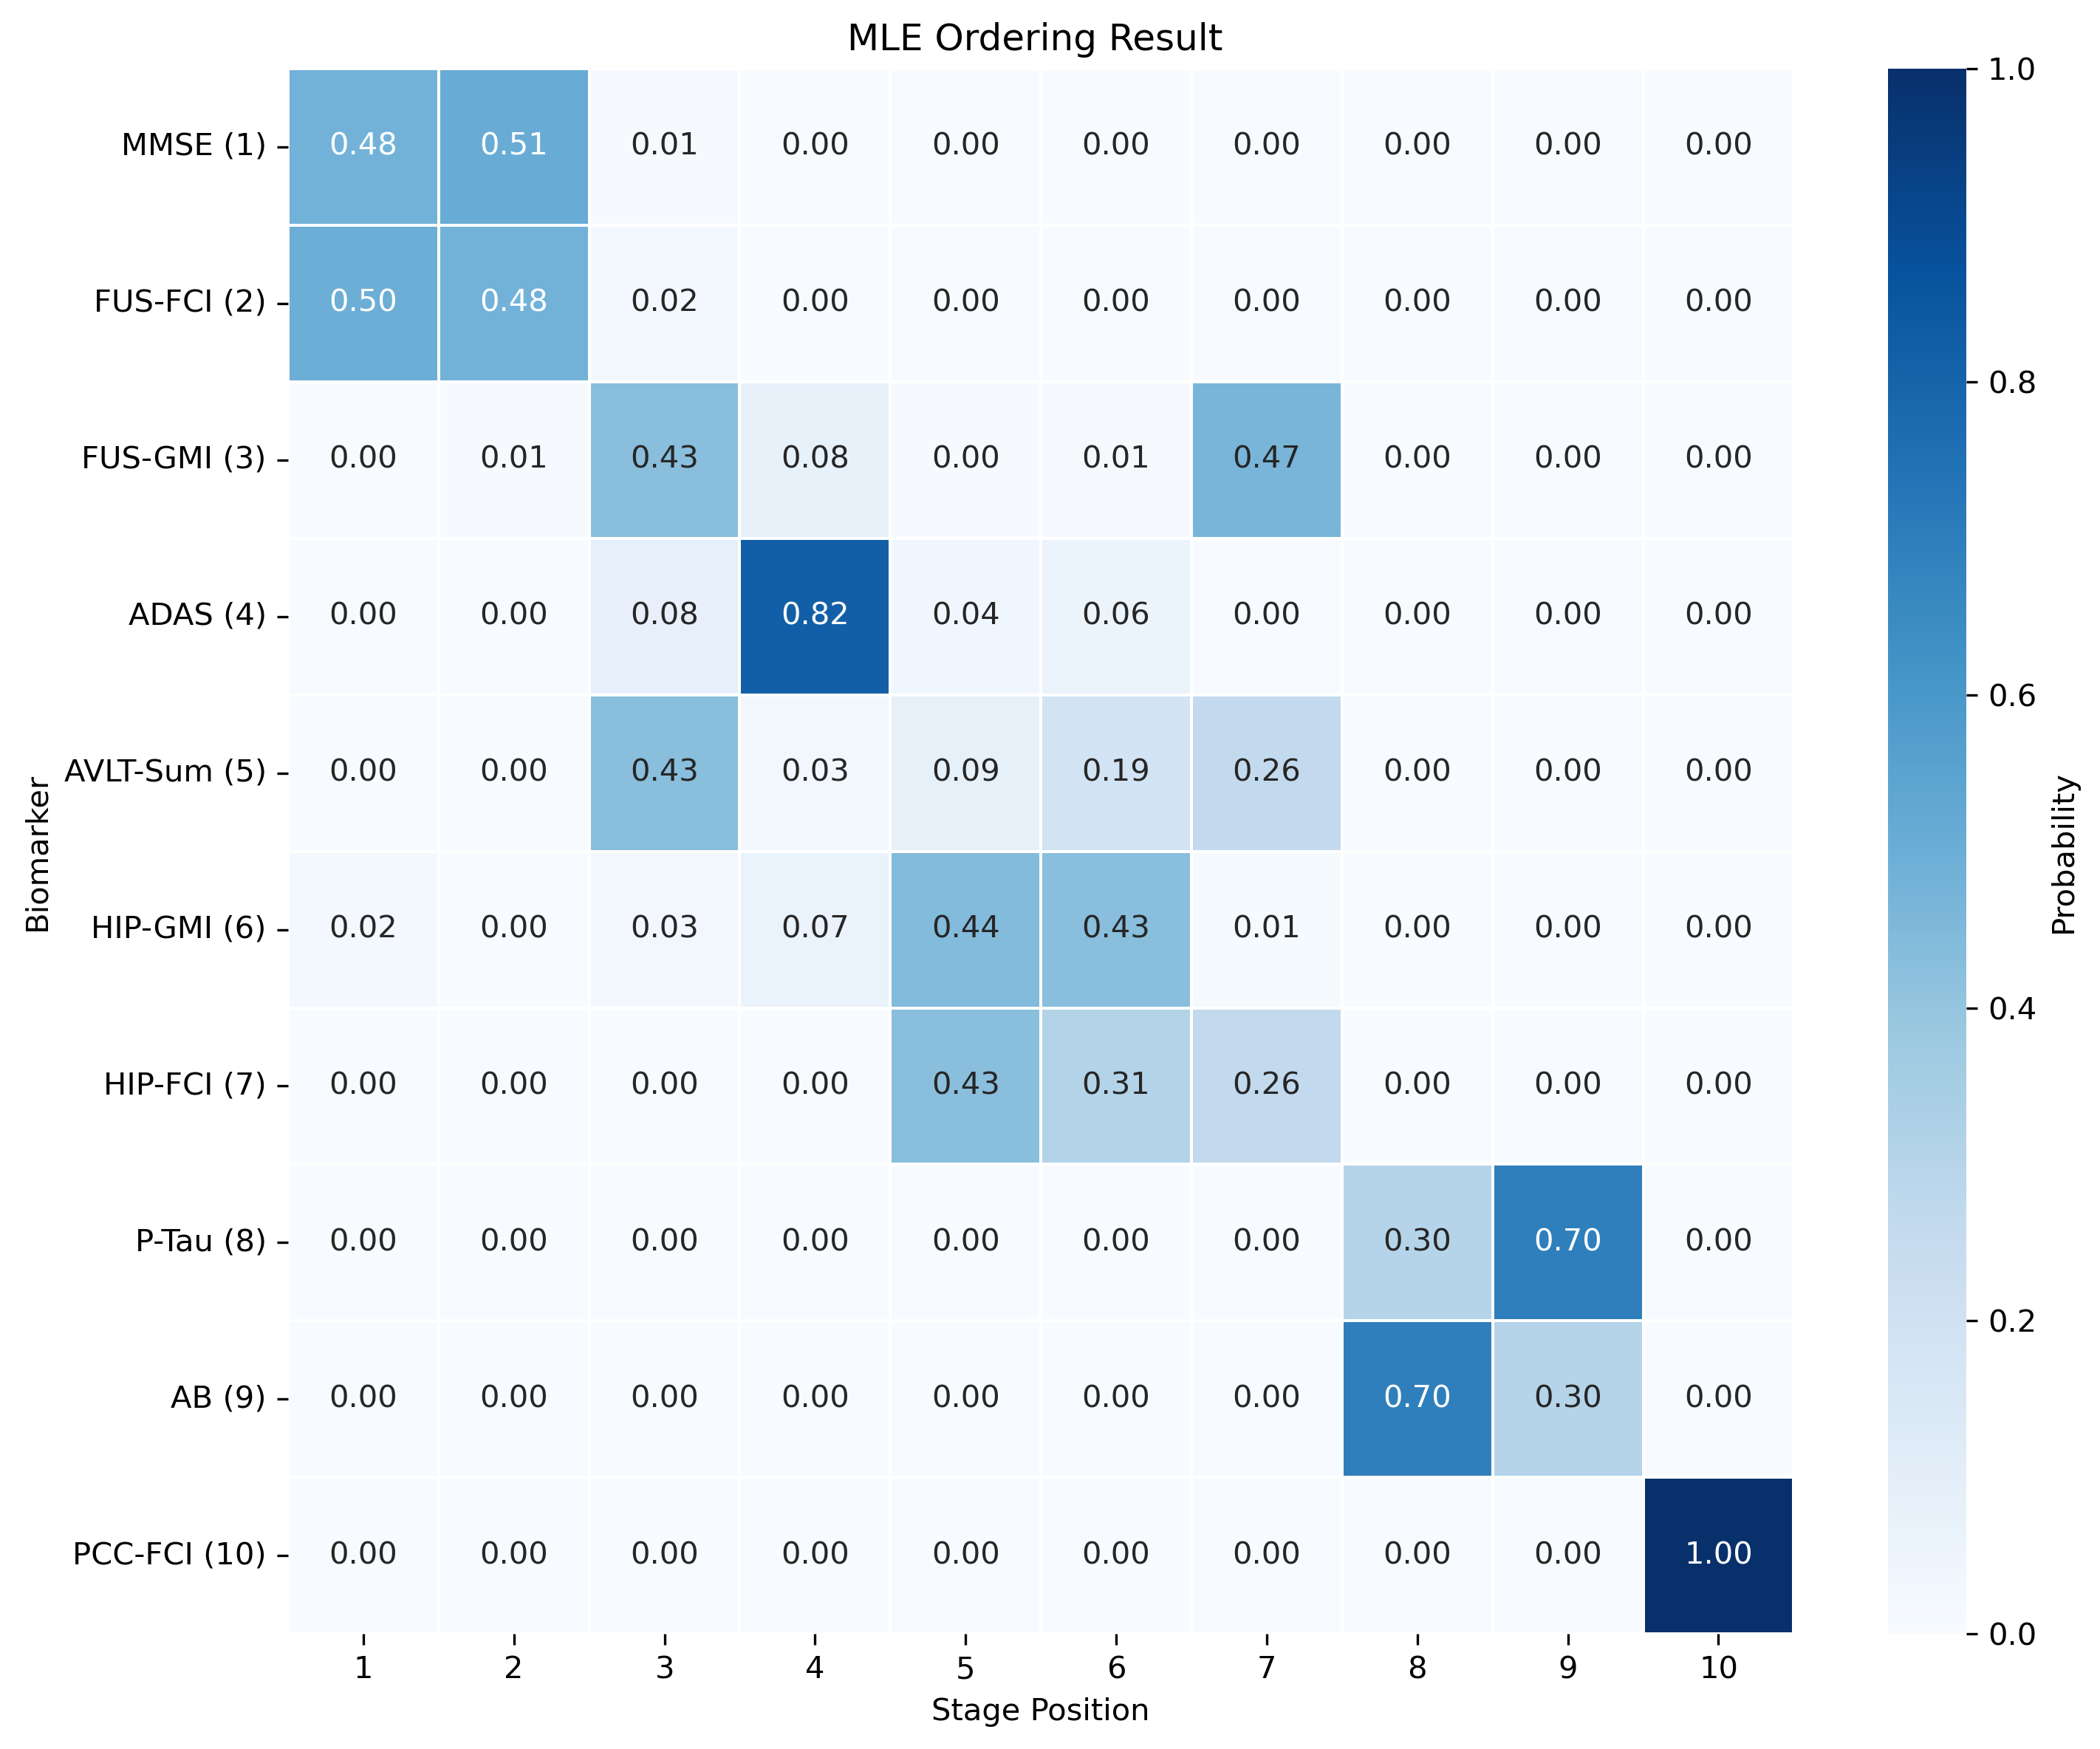 MLE Ordering Result
MMSE (1) 0.48 0.51 0.01 0.00 0.00 0.00 0.00 0.00 0.00 0.00
FUS-FCI (2) 0.50 0.48 0.02 0.00 0.00 0.00 0.00 0.00 0.00 0.00
FUS-GMI (3) 0.00 0.01 0.43 0.08 0.00 0.01 0.47 0.00 0.00 0.00
ADAS (4) 0.00 0.00 0.08 0.82 0.04 0.06 0.00 0.00 0.00 0.00
AVLT-Sum (5) 0.00 0.00 0.43 0.03 0.09 0.19 0.26 0.00 0.00 0.00
HIP-GMI (6) 0.02 0.00 0.03 0.07 0.44 0.43 0.01 0.00 0.00 0.00
HIP-FCI (7) 0.00 0.00 0.00 0.00 0.43 0.31 0.26 0.00 0.00 0.00
P-Tau (8) 0.00 0.00 0.00 0.00 0.00 0.00 0.00 0.30 0.70 0.00
AB (9) 0.00 0.00 0.00 0.00 0.00 0.00 0.00 0.70 0.30 0.00
PCC-FCI (10) 0.00 0.00 0.00 0.00 0.00 0.00 0.00 0.00 0.00 1.00
1 2 3 4 5 6 7 8 9 10
Stage Position
Biomarker
1.0
0.8
0.6
0.4
0.2
0.0
Probability